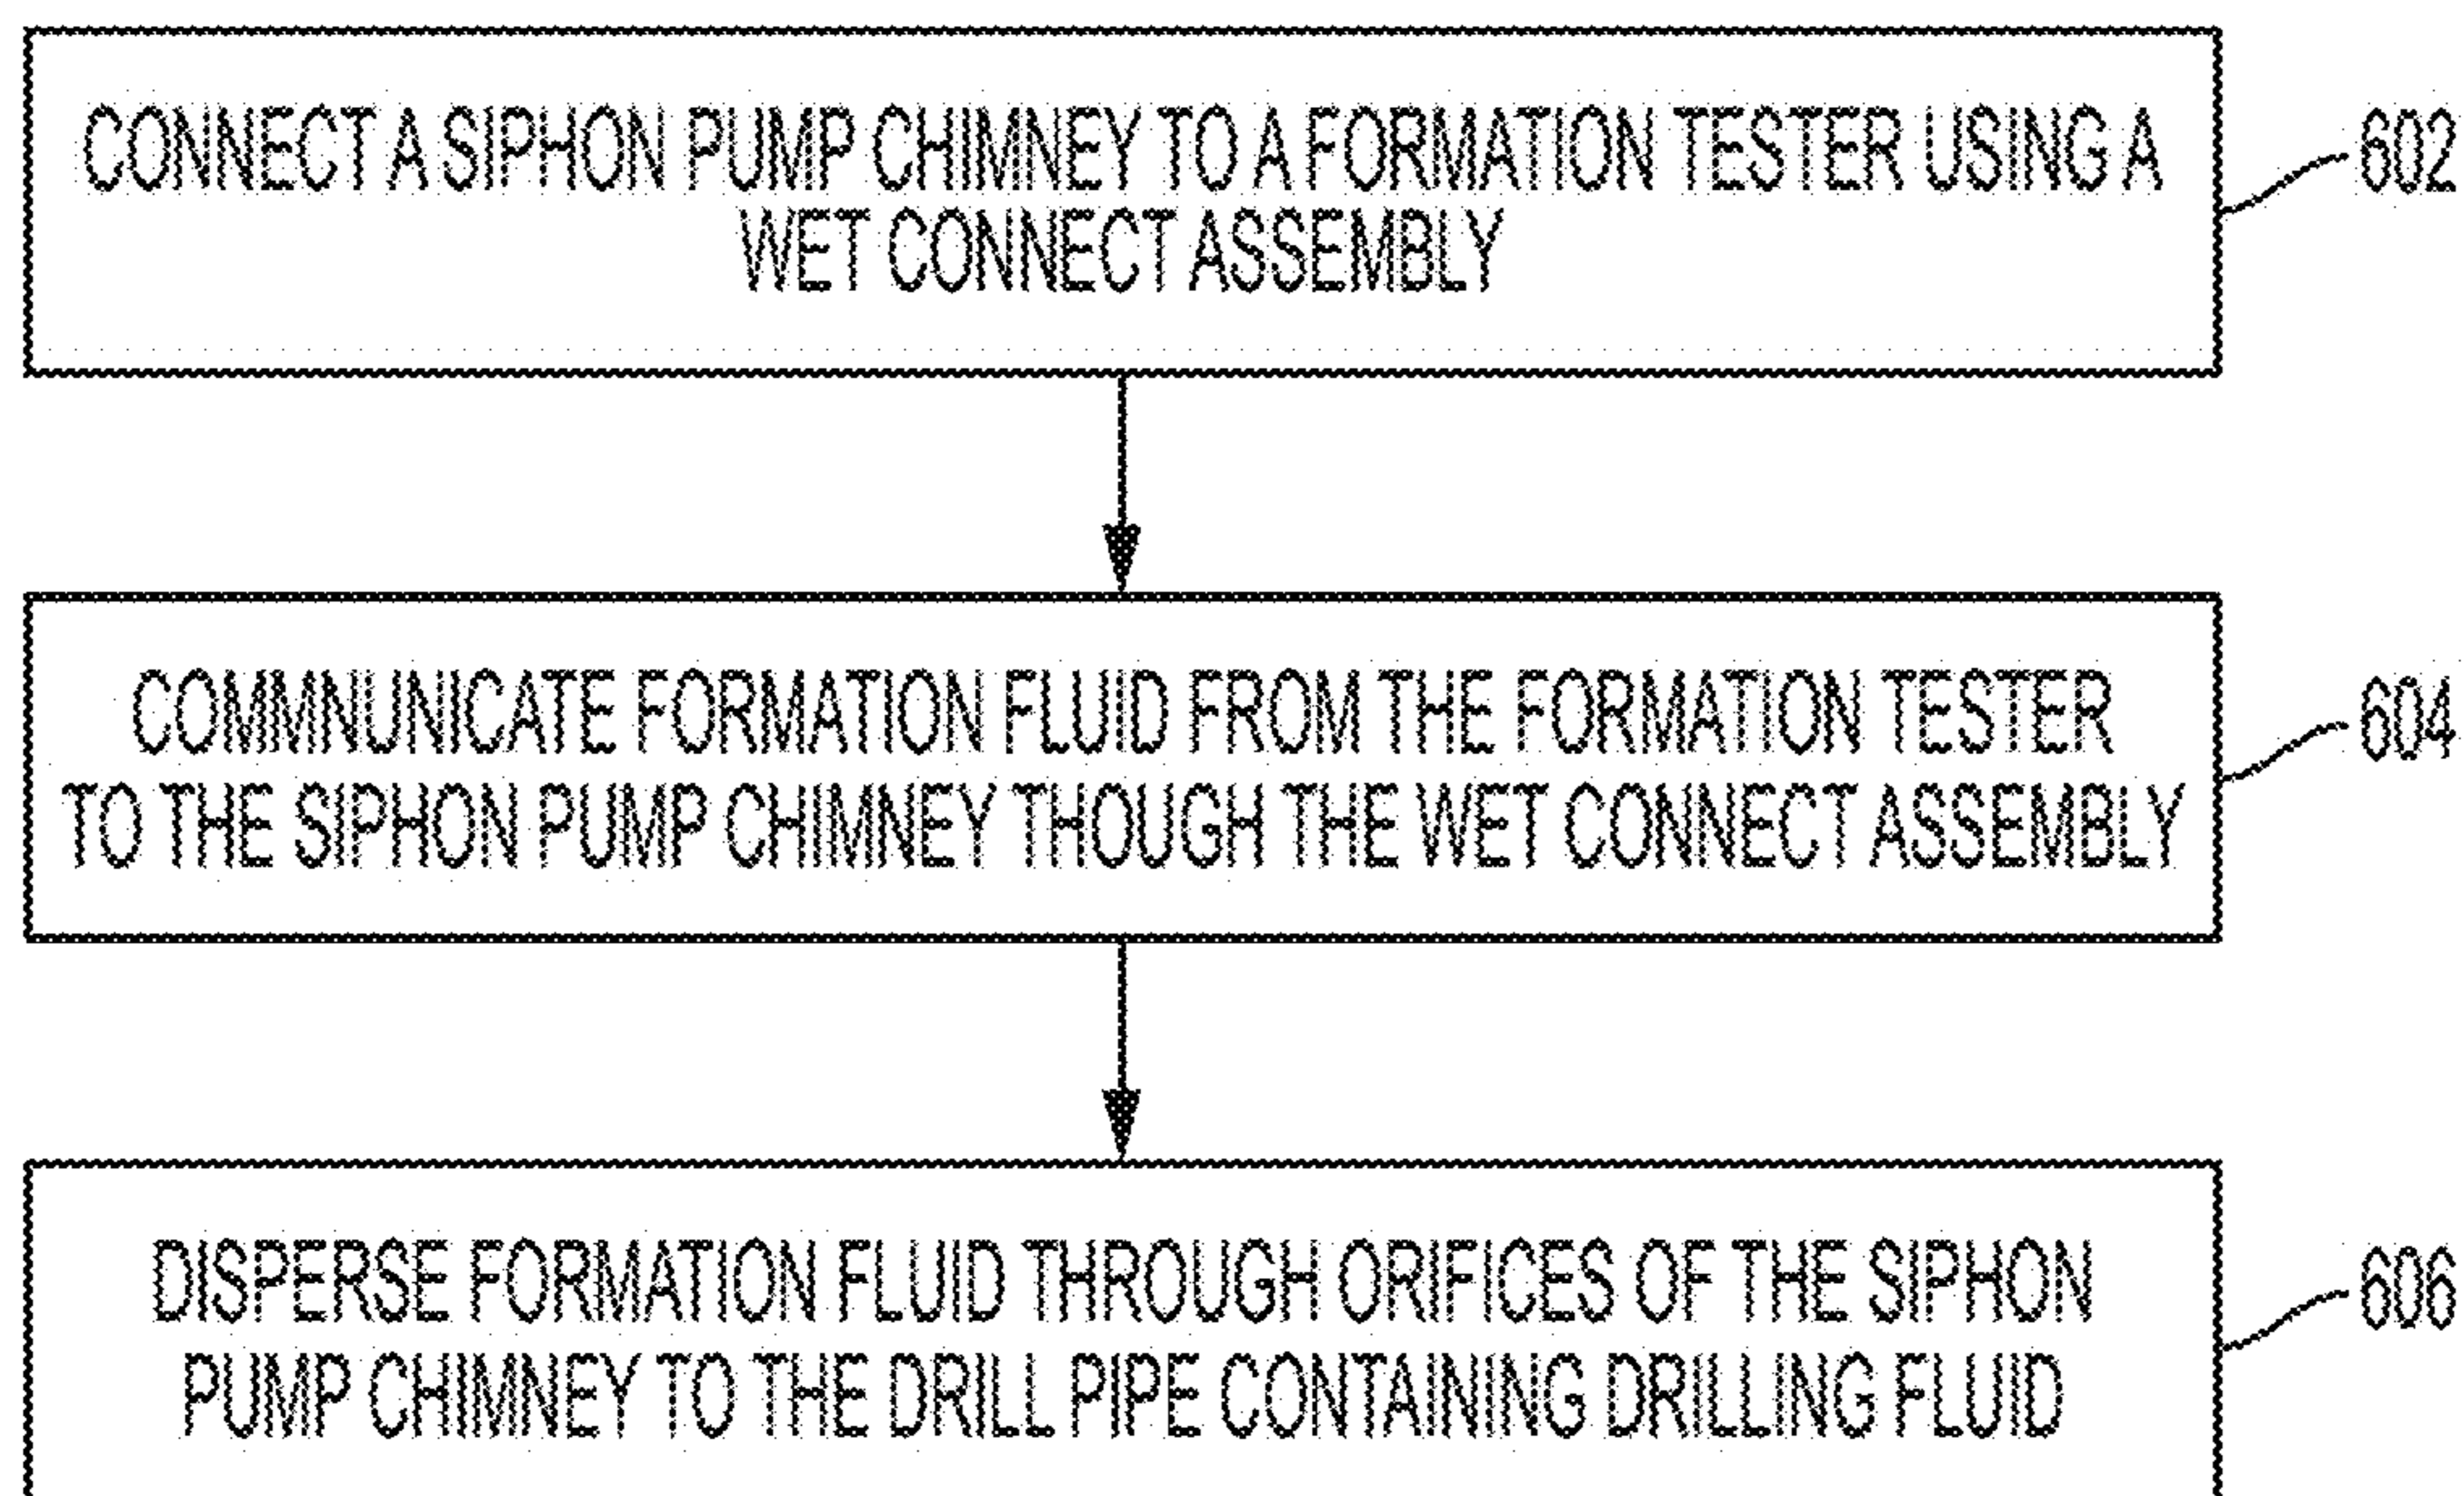 CONNECT A SIPHON PUMP CHIMNEY TO A FORMATION TESTER USING A
WET CONNECT ASSEMBLY
602
COMMNUNICATE FORMATION FLUID FROM THE FORMATION TESTER
TO THE SIPHON PUMP CHIMNEY THOUGH THE WET CONNECT ASSEMBLY
604
DISPERSE FORMATION FLUID THROUGH ORIFICES OF THE SIPHON
PUMP CHIMNEY TO THE DRILL PIPE CONTAINING DRILLING FLUID
606